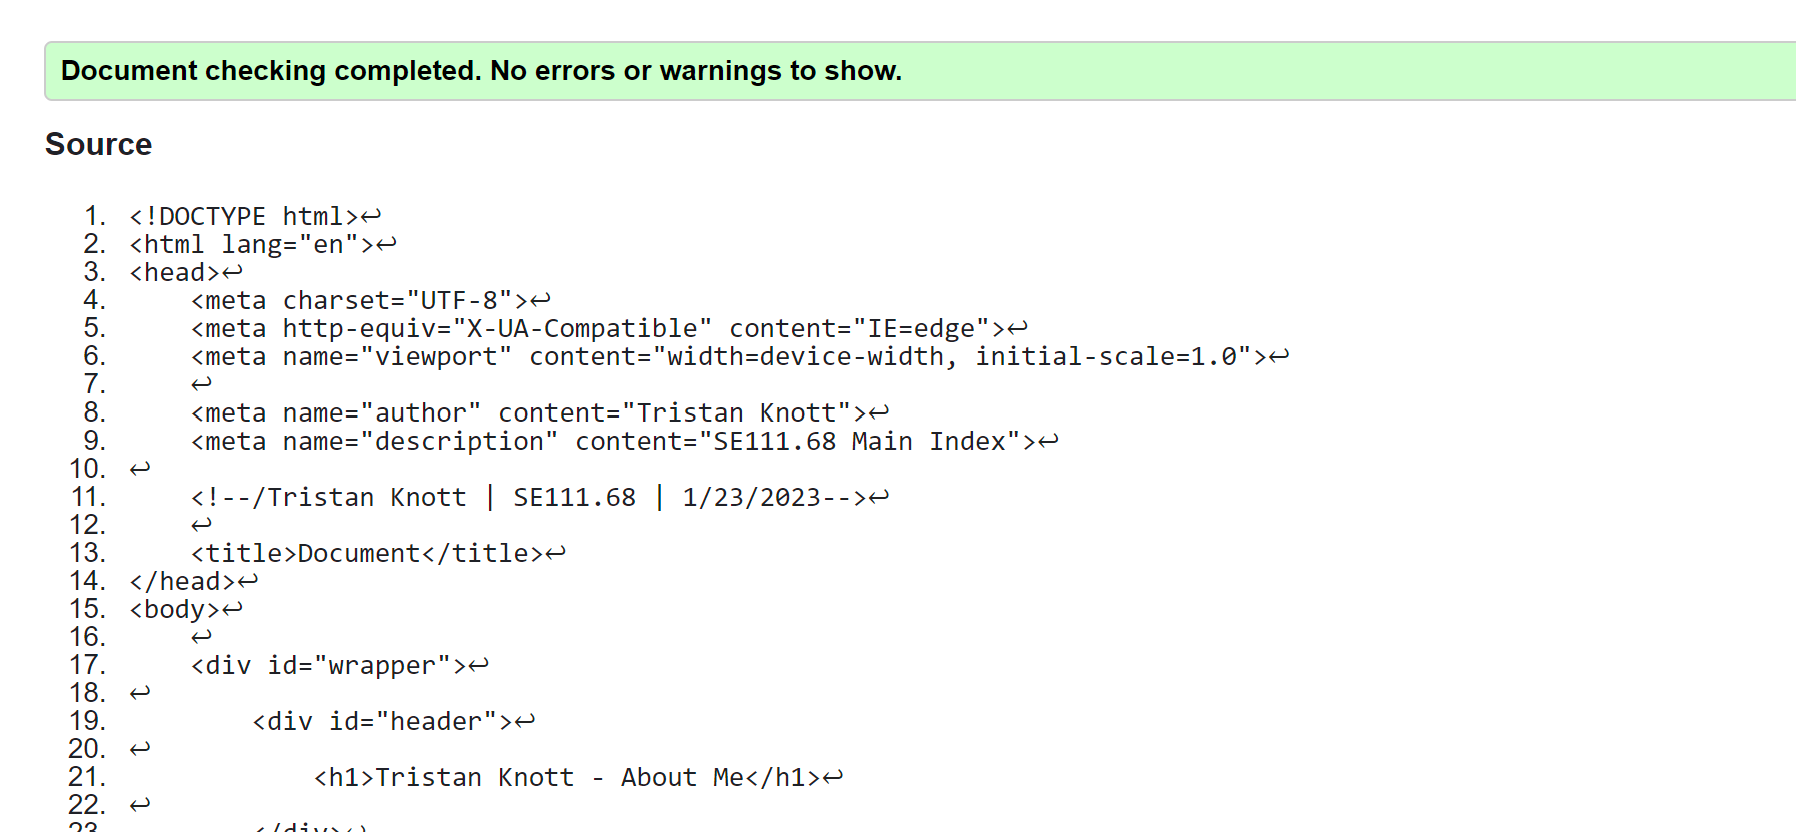 Document checking completed. No errors or warnings to show.
Source
1. <!DOCTYPE html>↩
2. <html lang="en">↩
3. <head>↩
4.     <meta charset="UTF-8">↩
5.     <meta http-equiv="X-UA-Compatible" content="IE=edge">↩
6.     <meta name="viewport" content="width=device-width, initial-scale=1.0">↩
7.     ↩
8.     <meta name="author" content="Tristan Knott">↩
9.     <meta name="description" content="SE111.68 Main Index">↩
10. ↩
11.     <!--/Tristan Knott | SE111.68 | 1/23/2023-->↩
12.     ↩
13.     <title>Document</title>↩
14. </head>↩
15. <body>↩
16.     ↩
17.     <div id="wrapper">↩
18. ↩
19.         <div id="header">↩
20. ↩
21.             <h1>Tristan Knott - About Me</h1>↩
22. ↩
23.         </div>↩